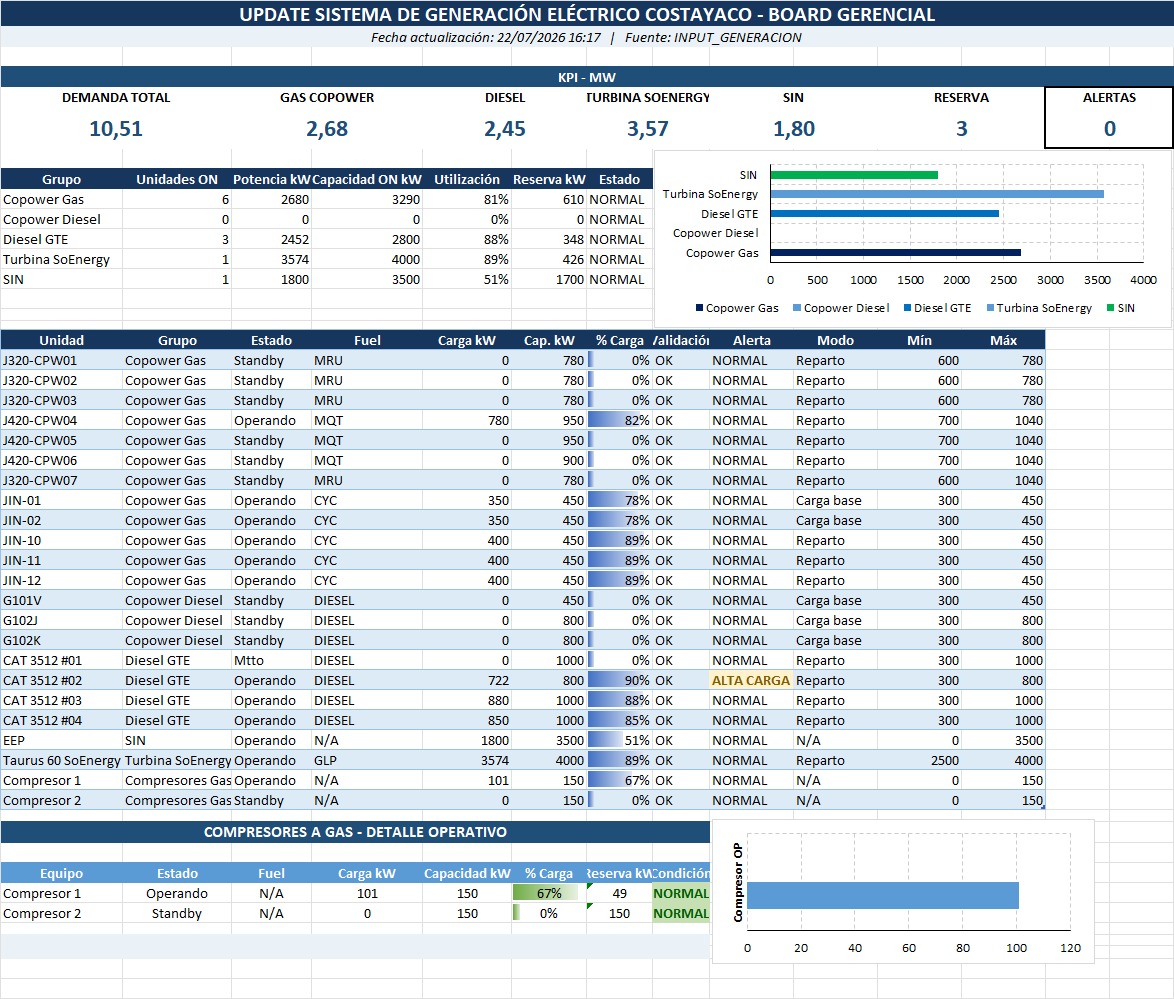 UPDATE SISTEMA DE GENERACIÓN ELÉCTRICO COSTAYACO - BOARD GERENCIAL
Fecha actualización: 22/07/2026 16:17 | Fuente: INPUT_GENERACION
KPI - MW
DEMANDA TOTAL GAS COPOWER DIESEL TURBINA SOENERGY SIN RESERVA ALERTAS
10,51 2,68 2,45 3,57 1,80 3 0
Grupo Unidades ON Potencia kW Capacidad ON kW Utilización Reserva kW Estado
Copower Gas 6 2680 3290 81% 610 NORMAL
Copower Diesel 0 0 0 0% 0 NORMAL
Diesel GTE 3 2452 2800 88% 348 NORMAL
Turbina SoEnergy 1 3574 4000 89% 426 NORMAL
SIN 1 1800 3500 51% 1700 NORMAL
SIN
Turbina SoEnergy
Diesel GTE
Copower Diesel
Copower Gas
0 500 1000 1500 2000 2500 3000 3500 4000
Copower Gas Copower Diesel Diesel GTE Turbina SoEnergy SIN
Unidad Grupo Estado Fuel Carga kW Cap. kW % Carga Validación Alerta Modo Mín Máx
J320-CPW01 Copower Gas Standby MRU 0 780 0% OK NORMAL Reparto 600 780
J320-CPW02 Copower Gas Standby MRU 0 780 0% OK NORMAL Reparto 600 780
J320-CPW03 Copower Gas Standby MRU 0 780 0% OK NORMAL Reparto 600 780
J420-CPW04 Copower Gas Operando MQT 780 950 82% OK NORMAL Reparto 700 1040
J420-CPW05 Copower Gas Standby MQT 0 950 0% OK NORMAL Reparto 700 1040
J420-CPW06 Copower Gas Standby MQT 0 900 0% OK NORMAL Reparto 700 1040
J320-CPW07 Copower Gas Standby MRU 0 780 0% OK NORMAL Reparto 600 1040
JIN-01 Copower Gas Operando CYC 350 450 78% OK NORMAL Carga base 300 450
JIN-02 Copower Gas Operando CYC 350 450 78% OK NORMAL Carga base 300 450
JIN-10 Copower Gas Operando CYC 400 450 89% OK NORMAL Reparto 300 450
JIN-11 Copower Gas Operando CYC 400 450 89% OK NORMAL Reparto 300 450
JIN-12 Copower Gas Operando CYC 400 450 89% OK NORMAL Reparto 300 450
G101V Copower Diesel Standby DIESEL 0 450 0% OK NORMAL Carga base 300 450
G102J Copower Diesel Standby DIESEL 0 800 0% OK NORMAL Carga base 300 800
G102K Copower Diesel Standby DIESEL 0 800 0% OK NORMAL Carga base 300 800
CAT 3512 #01 Diesel GTE Mtto DIESEL 0 1000 0% OK NORMAL Reparto 300 1000
CAT 3512 #02 Diesel GTE Operando DIESEL 722 800 90% OK ALTA CARGA Reparto 300 800
CAT 3512 #03 Diesel GTE Operando DIESEL 880 1000 88% OK NORMAL Reparto 300 1000
CAT 3512 #04 Diesel GTE Operando DIESEL 850 1000 85% OK NORMAL Reparto 300 1000
EEP SIN Operando N/A 1800 3500 51% OK NORMAL N/A 0 3500
Taurus 60 SoEnergy Turbina SoEnergy Operando GLP 3574 4000 89% OK NORMAL Reparto 2500 4000
Compresor 1 Compresores Gas Operando N/A 101 150 67% OK NORMAL N/A 0 150
Compresor 2 Compresores Gas Standby N/A 0 150 0% OK NORMAL N/A 0 150
COMPRESORES A GAS - DETALLE OPERATIVO
Equipo Estado Fuel Carga kW Capacidad kW % Carga Reserva kW Condición
Compresor 1 Operando N/A 101 150 67% 49 NORMAL
Compresor 2 Standby N/A 0 150 0% 150 NORMAL
Compresor OP
0 20 40 60 80 100 120